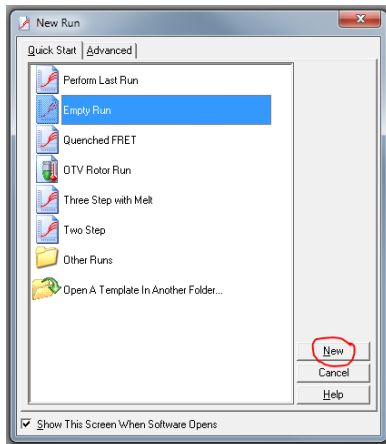 New Run
Quick Start Advanced
Perform Last Run
Empty Run
Quenched FRET
OTV Rotor Run
Three Step with Melt
Two Step
Other Runs
Open A Template In Another Folder...
New
Cancel
Help
Show This Screen When Software Opens